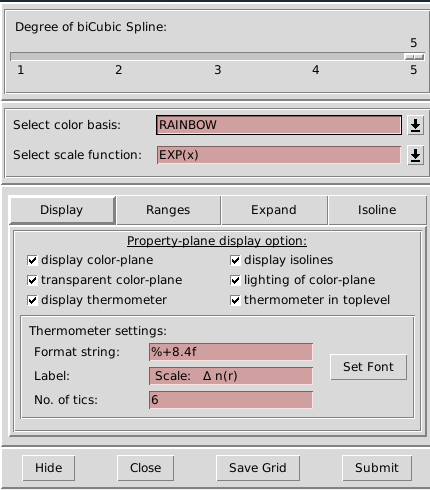 Degree of biCubic Spline:
5
1 2 3 4 5
Select color basis: RAINBOW
Select scale function: EXP(x)
Display Ranges Expand Isoline
Property-plane display option:
display color-plane display isolines
transparent color-plane lighting of color-plane
display thermometer thermometer in toplevel
Thermometer settings:
Format string: %+8.4f
Set Font
Label: Scale: Δ n(r)
No. of tics: 6
Hide Close Save Grid Submit